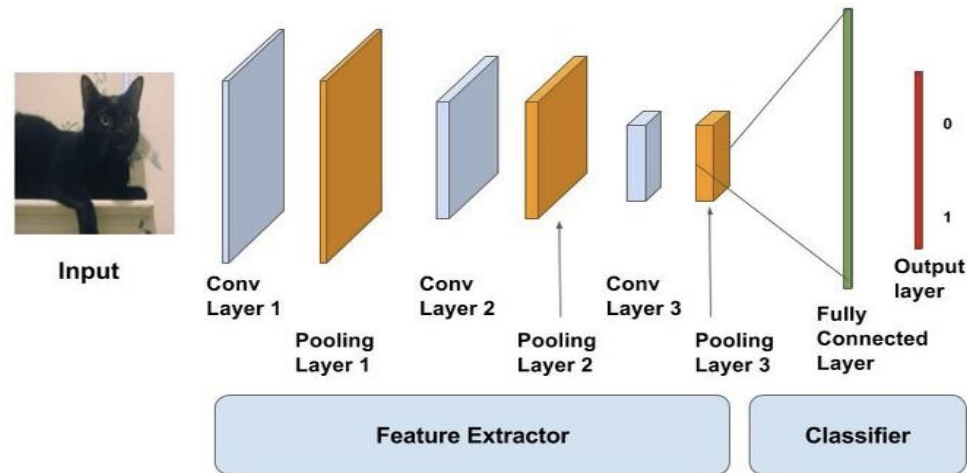 Input
Conv
Layer 1
Pooling
Layer 1
Conv
Layer 2
Pooling
Layer 2
Conv
Layer 3
Pooling
Layer 3
Fully
Connected
Layer
0
1
Output
layer
Feature Extractor
Classifier